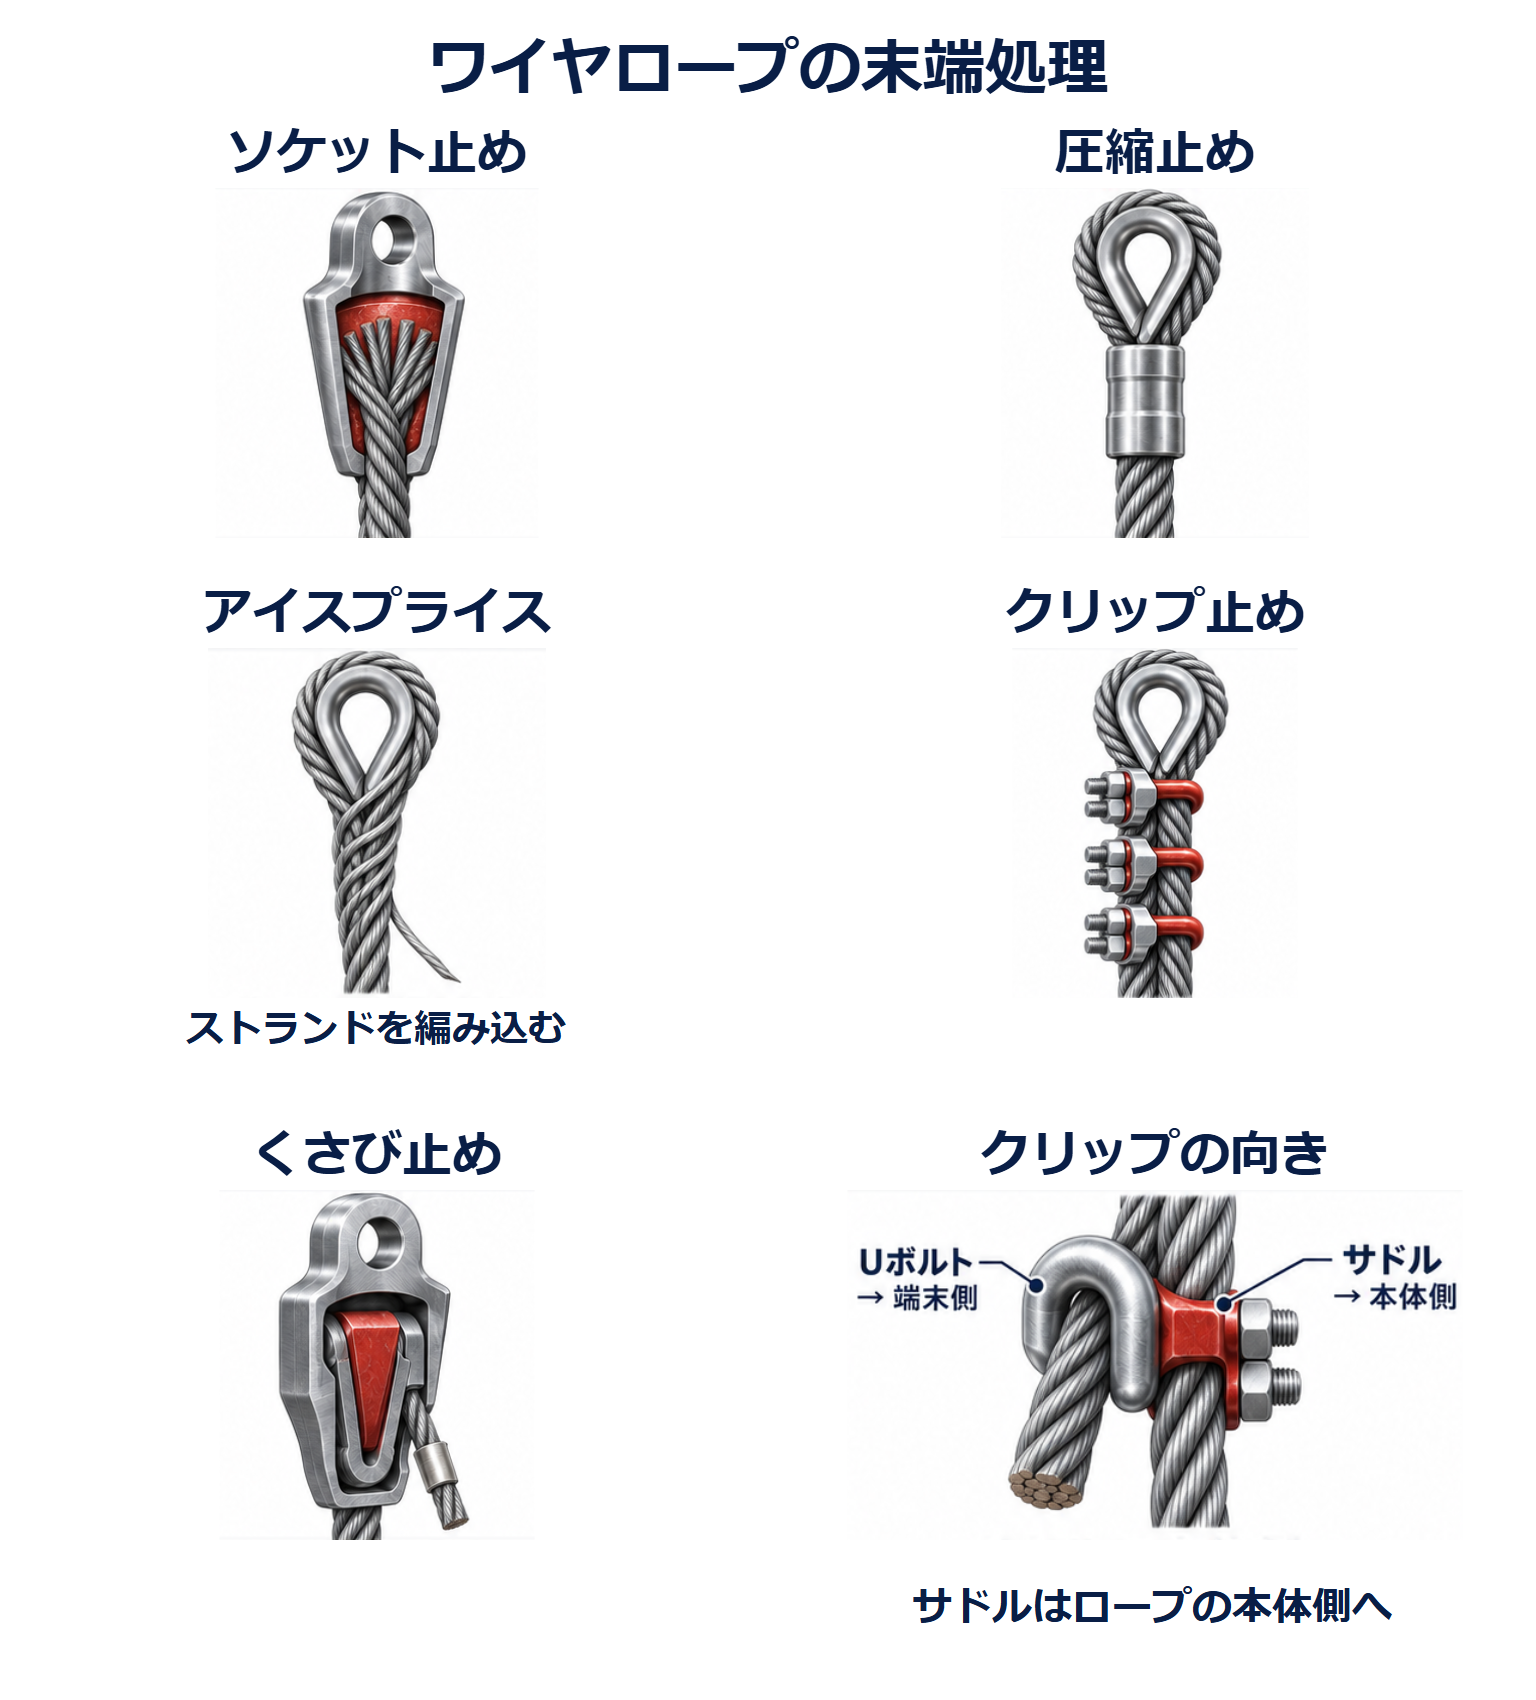 ワイヤロープの末端処理
ソケット止め
圧縮止め
アイスプライス
クリップ止め
ストランドを編み込む
くさび止め
クリップの向き
Uボルト
→ 端末側
サドル
→ 本体側
サドルはロープの本体側へ